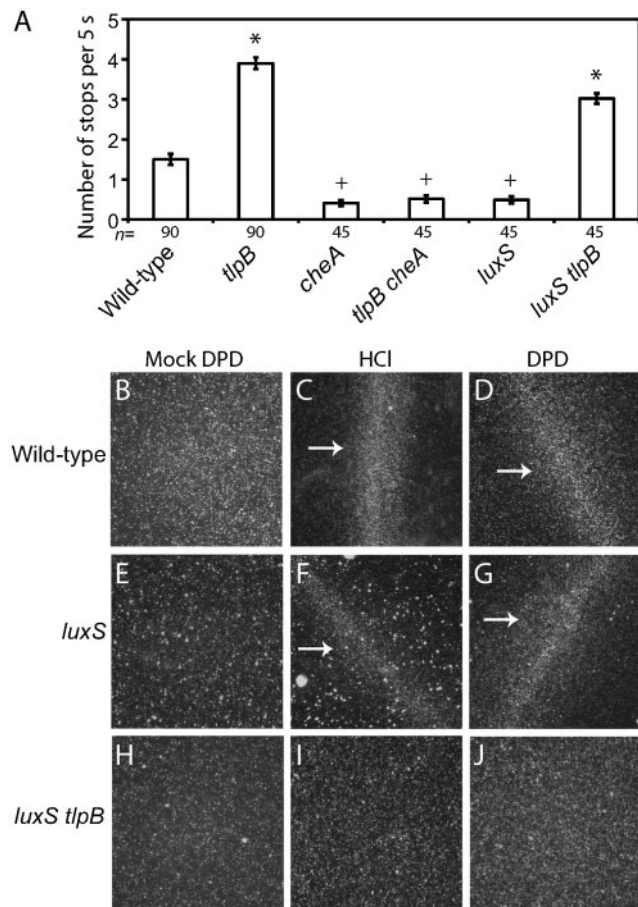 A
Number of stops per 5 s
5
4
3
2
1
0
*
+
+
+
*
n= 90 90 45 45 45 45
Wild-type
tlpB
cheA
tlpB cheA
luxS
luxS tlpB
Mock DPD HCl DPD
Wild-type
B C D
luxS
E F G
luxS tlpB
H I J